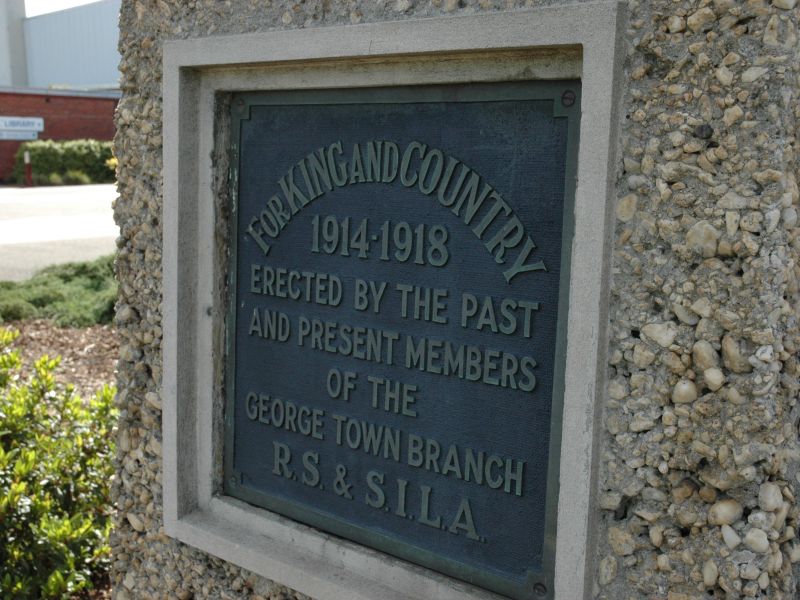 LIBRARY
FOR KING AND COUNTRY
1914-1918
ERECTED BY THE PAST
AND PRESENT MEMBERS
OF THE
GEORGE TOWN BRANCH
R.S. & S.I.L.A.